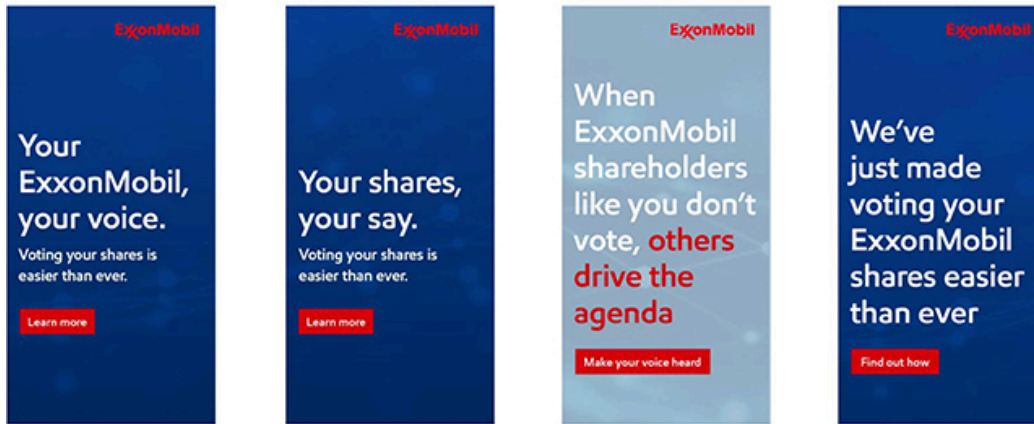 ExxonMobil
Your
ExxonMobil,
your voice.
Voting your shares is
easier than ever.
Learn more
ExxonMobil
Your shares,
your say.
Voting your shares is
easier than ever.
Learn more
ExxonMobil
When
ExxonMobil
shareholders
like you don't
vote, others
drive the
agenda
Make your voice heard
ExxonMobil
We've
just made
voting your
ExxonMobil
shares easier
than ever
Find out how